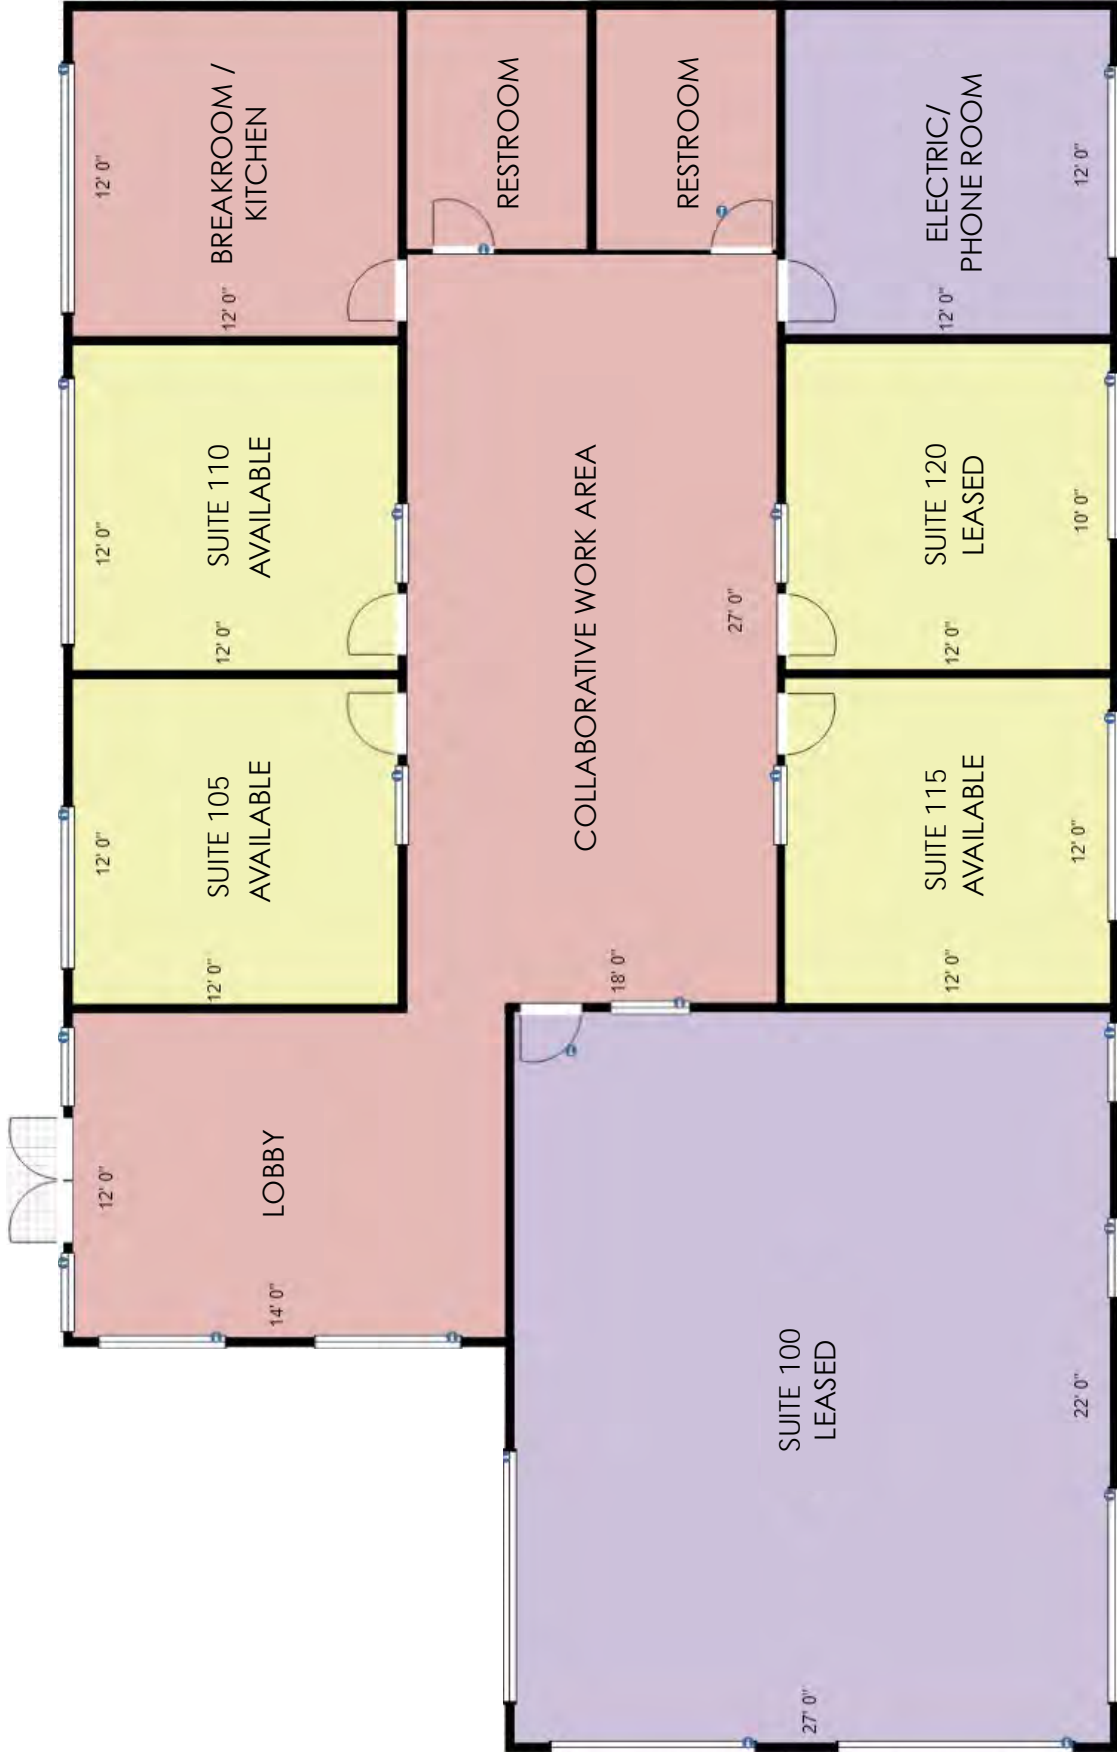 12' 0"
LOBBY
14' 0"
12' 0"
SUITE 105
AVAILABLE
12' 0"
12' 0"
SUITE 110
AVAILABLE
12' 0"
12' 0"
BREAKROOM /
KITCHEN
12' 0"
RESTROOM
COLLABORATIVE WORK AREA
18' 0"
27' 0"
RESTROOM
SUITE 100
LEASED
27' 0"
22' 0"
SUITE 115
AVAILABLE
12' 0"
12' 0"
SUITE 120
LEASED
12' 0"
10' 0"
ELECTRIC/
PHONE ROOM
12' 0"
12' 0"